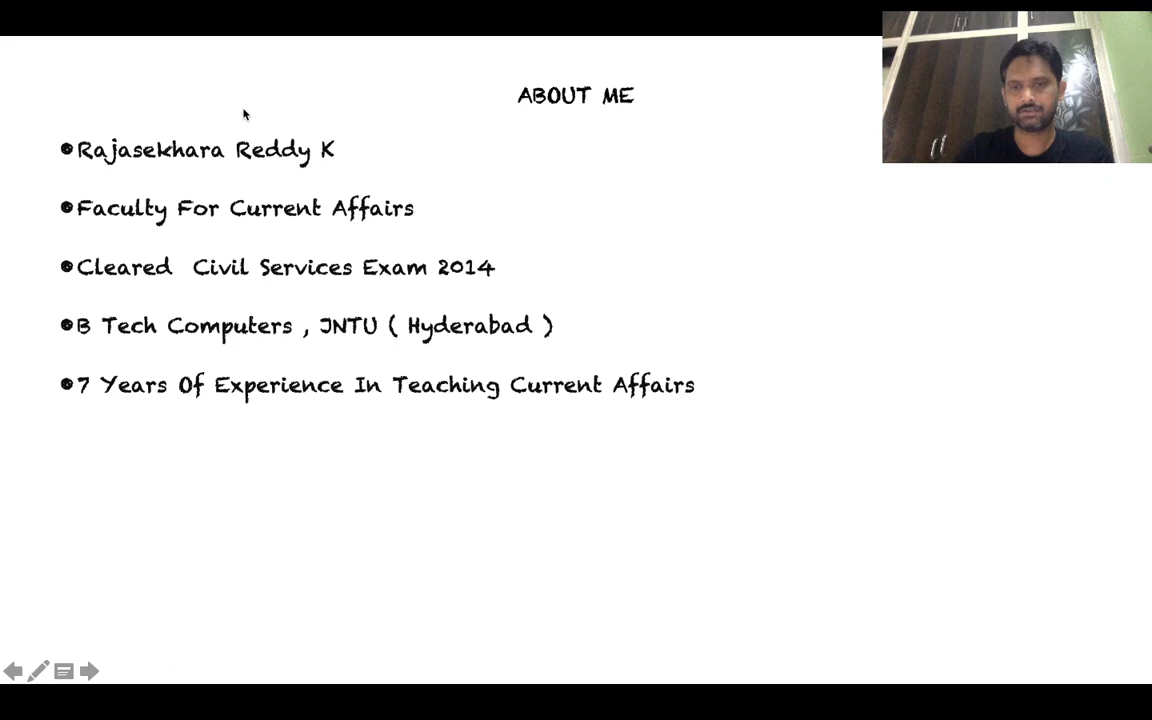 ABOUT ME
•Rajasekhara Reddy K
•Faculty For Current Affairs
•Cleared  Civil Services Exam 2014
•B Tech Computers , JNTU ( Hyderabad )
•7 Years Of Experience In Teaching Current Affairs